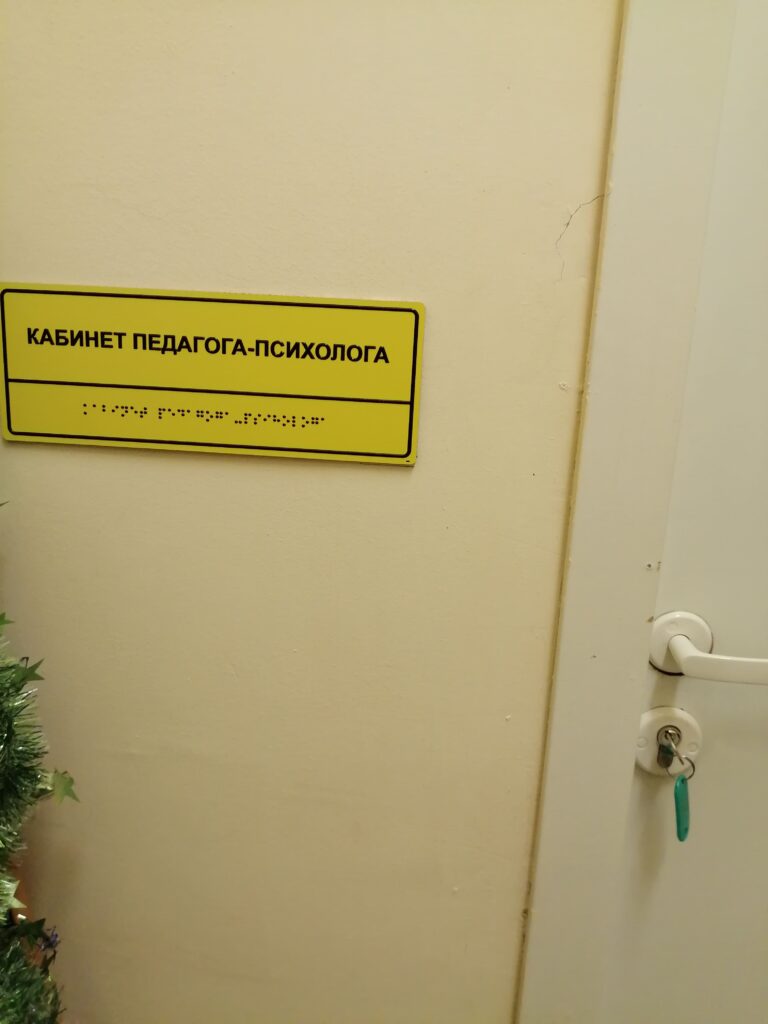 КАБИНЕТ ПЕДАГОГА-ПСИХОЛОГА
⠅⠁⠃⠊⠝⠑⠞ ⠏⠑⠙⠁⠛⠕⠛⠁⠤⠏⠎⠊⠓⠕⠇⠕⠛⠁